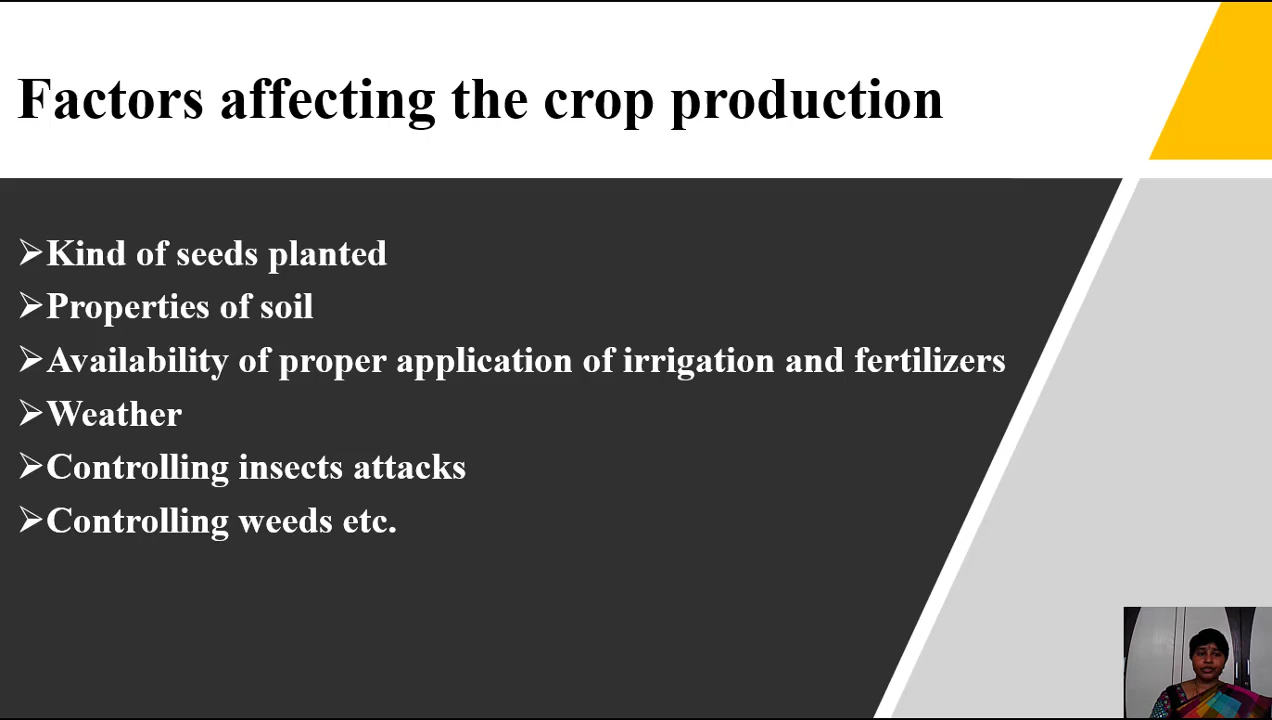 Factors affecting the crop production
➢Kind of seeds planted
➢Properties of soil
➢Availability of proper application of irrigation and fertilizers
➢Weather
➢Controlling insects attacks
➢Controlling weeds etc.